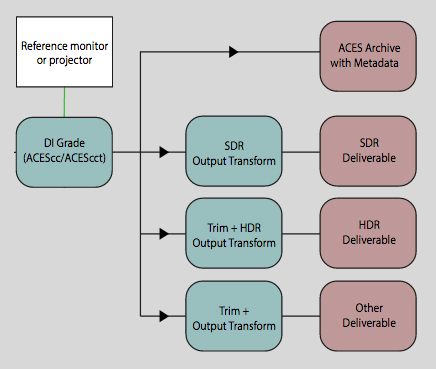 Reference monitor
or projector
ACES Archive
with Metadata
DI Grade
(ACEScc/ACEScct)
SDR
Output Transform
SDR
Deliverable
Trim + HDR
Output Transform
HDR
Deliverable
Trim +
Output Transform
Other
Deliverable